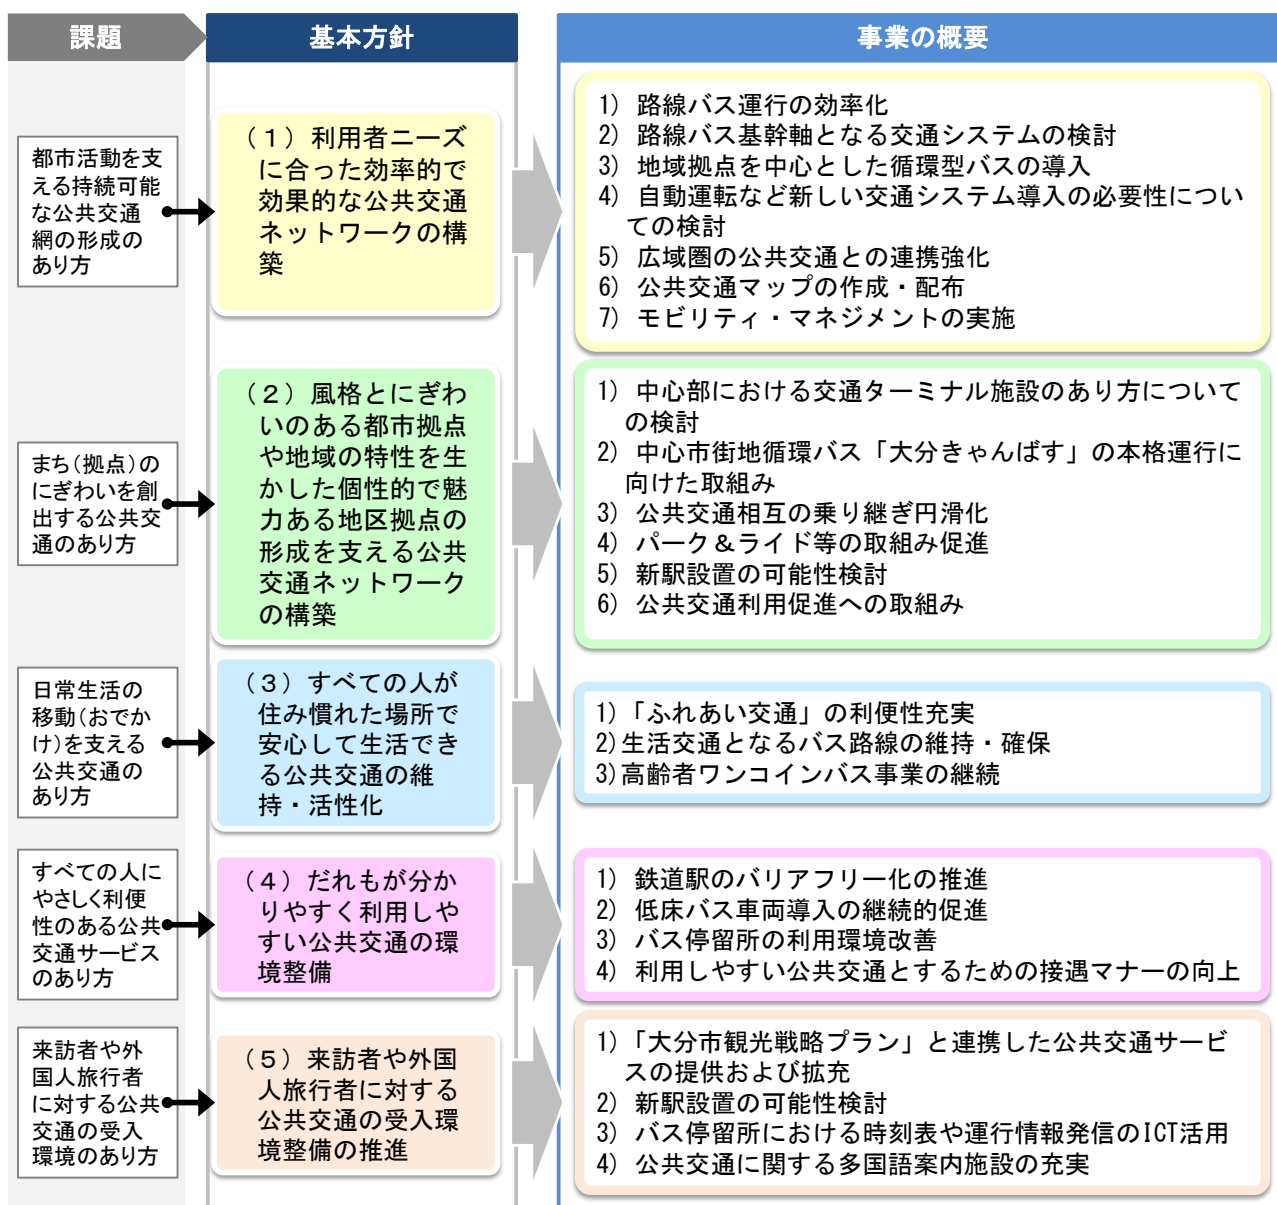 課題
基本方針
事業の概要
都市活動を支
える持続可能
な公共交通
網の形成の
あり方
(1)利用者ニーズ
に合った効率的で
効果的な公共交通
ネットワークの構
築
1) 路線バス運行の効率化
2) 路線バス基幹軸となる交通システムの検討
3) 地域拠点を中心とした循環型バスの導入
4) 自動運転など新しい交通システム導入の必要性につい
ての検討
5) 広域圏の公共交通との連携強化
6) 公共交通マップの作成・配布
7) モビリティ・マネジメントの実施
まち(拠点)の
にぎわいを創
出する公共交
通のあり方
(2)風格とにぎわ
いのある都市拠点
や地域の特性を生
かした個性的で魅
力ある地区拠点の
形成を支える公共
交通ネットワーク
の構築
1) 中心部における交通ターミナル施設のあり方について
の検討
2) 中心市街地循環バス「大分きゃんばす」の本格運行に
向けた取組み
3) 公共交通相互の乗り継ぎ円滑化
4) パーク&ライド等の取組み促進
5) 新駅設置の可能性検討
6) 公共交通利用促進への取組み
日常生活の
移動(おでか
け)を支える
公共交通の
あり方
(3)すべての人が
住み慣れた場所で
安心して生活でき
る公共交通の維
持・活性化
1)「ふれあい交通」の利便性充実
2)生活交通となるバス路線の維持・確保
3)高齢者ワンコインバス事業の継続
すべての人に
やさしく利便
性のある公共
交通サービス
のあり方
(4)だれもが分か
りやすく利用しや
すい公共交通の環
境整備
1) 鉄道駅のバリアフリー化の推進
2) 低床バス車両導入の継続的促進
3) バス停留所の利用環境改善
4) 利用しやすい公共交通とするための接遇マナーの向上
来訪者や外
国人旅行者
に対する公共
交通の受入
環境のあり方
(5)来訪者や外国
人旅行者に対する
公共交通の受入環
境整備の推進
1)「大分市観光戦略プラン」と連携した公共交通サービ
スの提供および拡充
2) 新駅設置の可能性検討
3) バス停留所における時刻表や運行情報発信のICT活用
4) 公共交通に関する多国語案内施設の充実